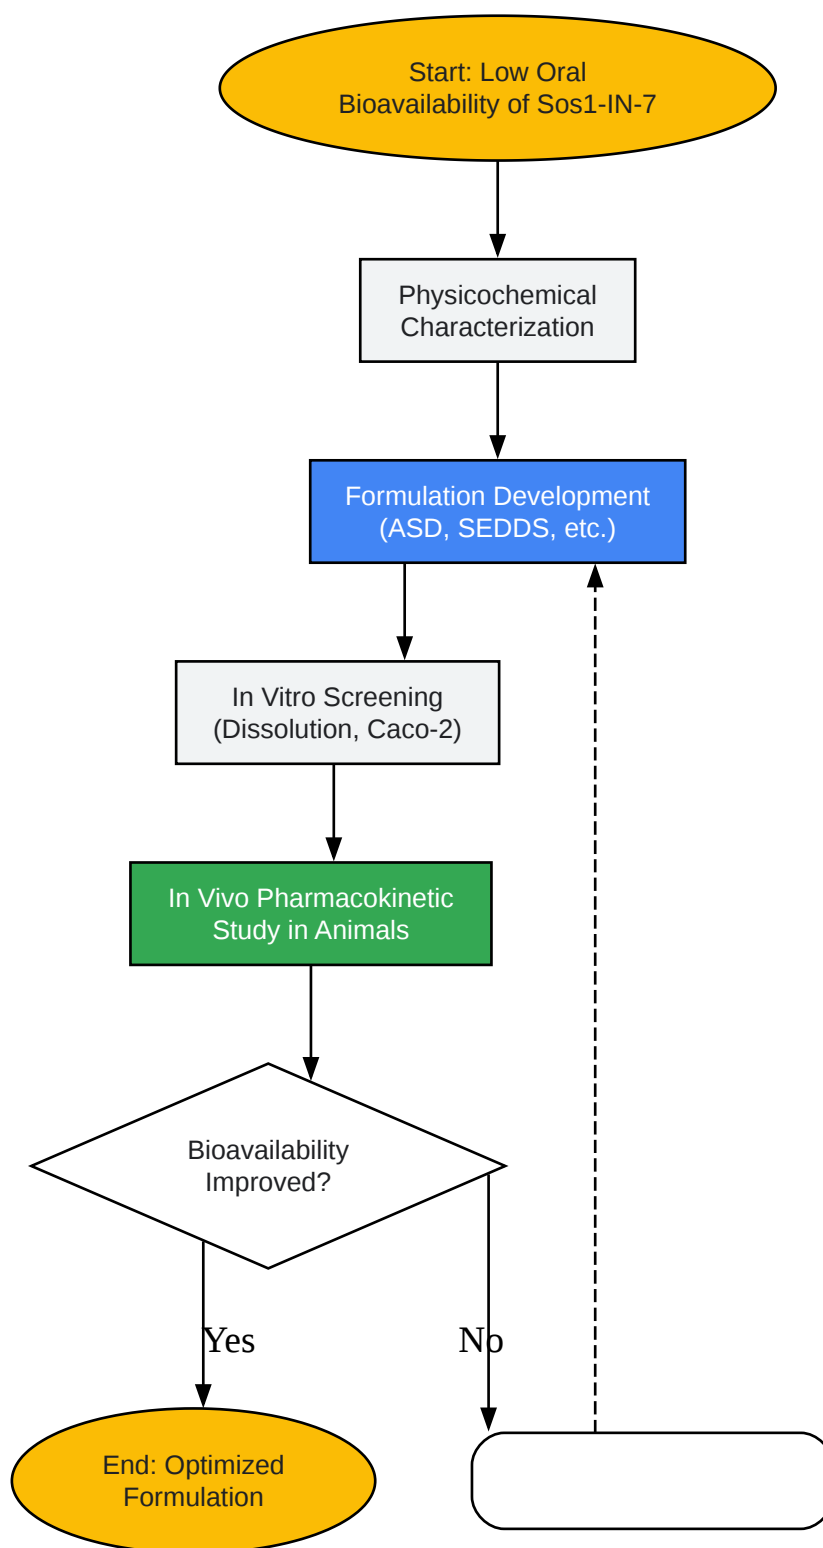 Start: Low Oral
Bioavailability of Sos1-IN-7
Physicochemical
Characterization
Formulation Development
(ASD, SEDDS, etc.)
In Vitro Screening
(Dissolution, Caco-2)
In Vivo Pharmacokinetic
Study in Animals
Bioavailability
Improved?
Yes
No
End: Optimized
Formulation